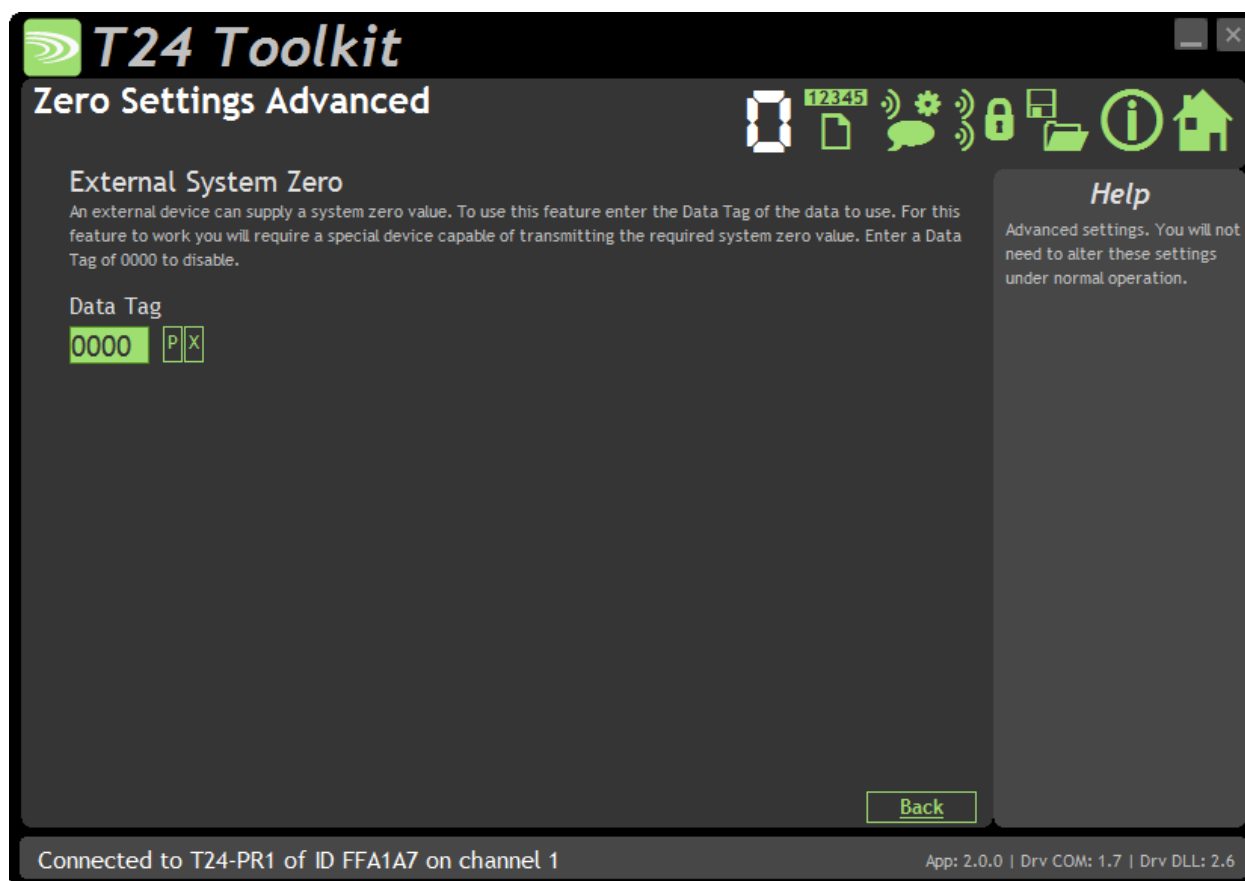 T24 Toolkit
Zero Settings Advanced
0
12345
External System Zero
An external device can supply a system zero value. To use this feature enter the Data Tag of the data to use. For this
feature to work you will require a special device capable of transmitting the required system zero value. Enter a Data
Tag of 0000 to disable.
Data Tag
0000
P X
Help
Advanced settings. You will not
need to alter these settings
under normal operation.
Back
Connected to T24-PR1 of ID FFA1A7 on channel 1
App: 2.0.0 | Drv COM: 1.7 | Drv DLL: 2.6